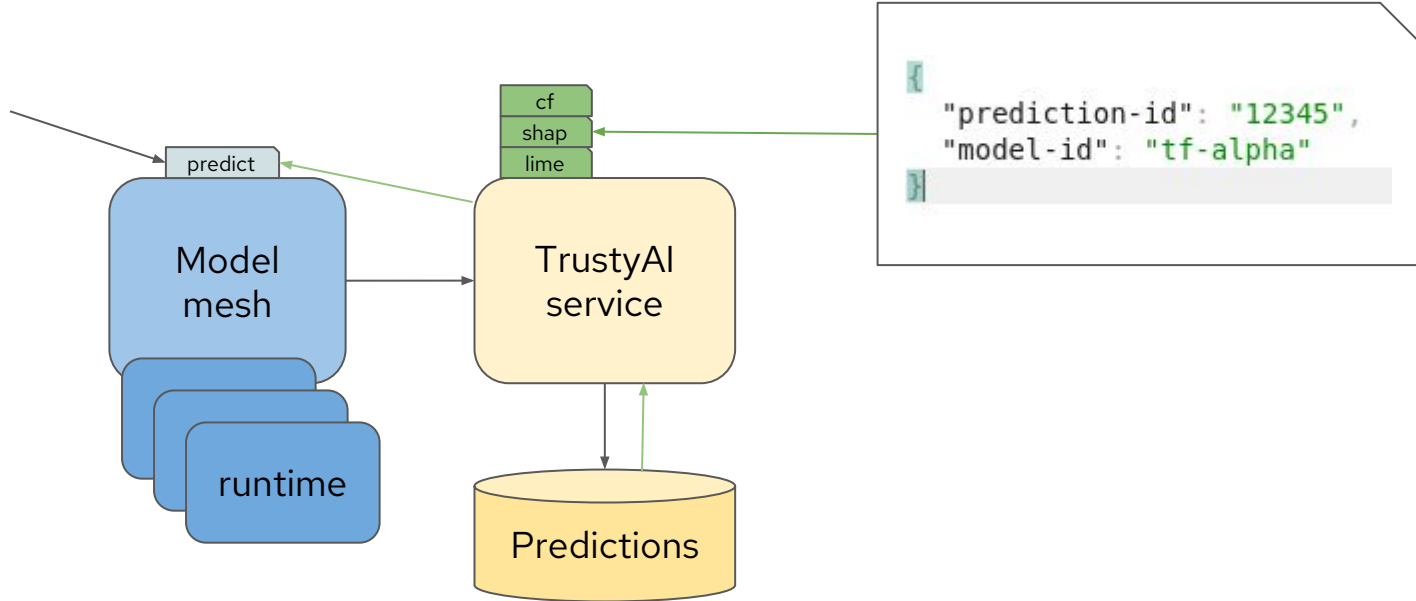 cf
shap
lime
predict
Model
mesh
runtime
TrustyAI
service
Predictions
{
"prediction-id": "12345",
"model-id": "tf-alpha"
}